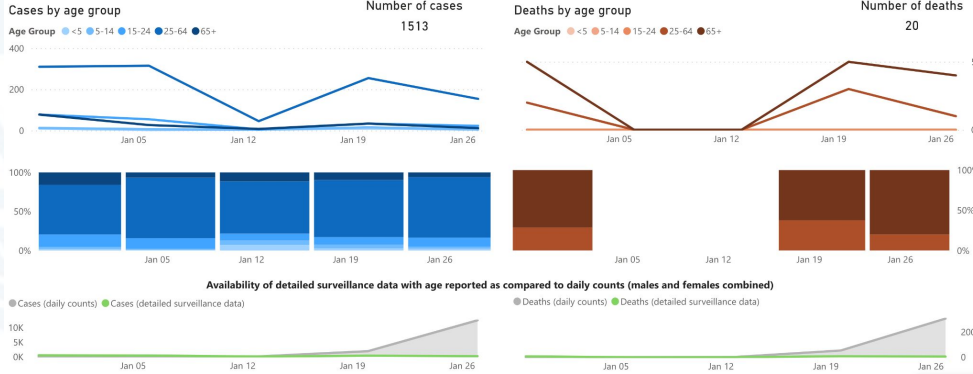 Cases by age group
Number of cases
1513
Age Group <5 5-14 15-24 25-64 65+
400
200
0
Jan 05 Jan 12 Jan 19 Jan 26
100%
50%
0%
Jan 05 Jan 12 Jan 19 Jan 26
Deaths by age group
Number of deaths
20
Age Group <5 5-14 15-24 25-64 65+
Jan 05 Jan 12 Jan 19 Jan 26
100%
50%
0%
Jan 05 Jan 12 Jan 19 Jan 26
Availability of detailed surveillance data with age reported as compared to daily counts (males and females combined)
Cases (daily counts) Cases (detailed surveillance data)
10K
5K
0K
Jan 05 Jan 12 Jan 19 Jan 26
Deaths (daily counts) Deaths (detailed surveillance data)
200
0
Jan 05 Jan 12 Jan 19 Jan 26